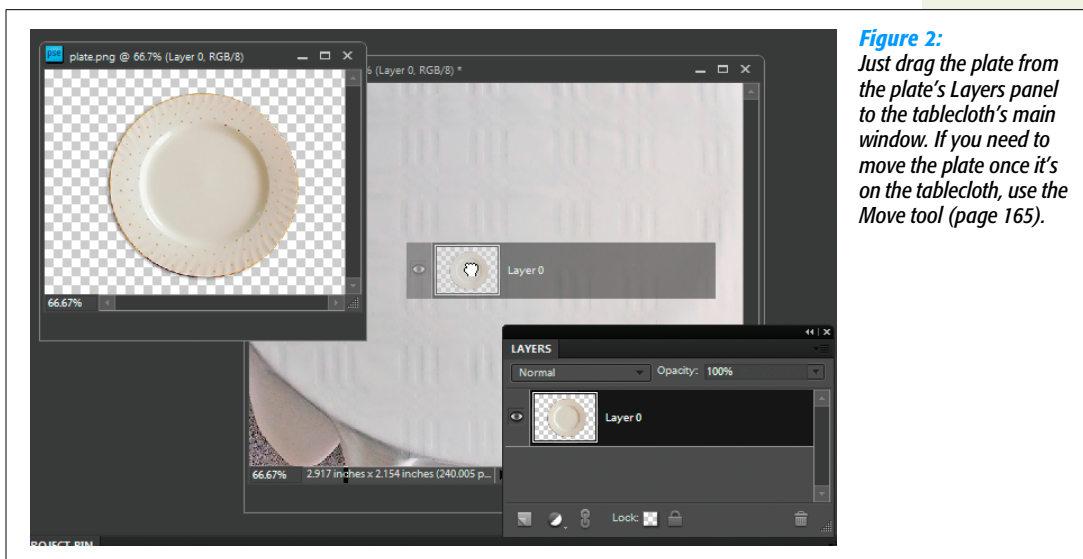 pse plate.png @ 66.7% (Layer 0, RGB/8)
% (Layer 0, RGB/8) *
66.67%
Layer 0
LAYERS
Normal Opacity: 100%
Layer 0
Lock:
66.67% 2.917 inches x 2.154 inches (240.005 p...
PROJECT BIN
Figure 2:
Just drag the plate from
the plate's Layers panel
to the tablecloth's main
window. If you need to
move the plate once it's
on the tablecloth, use the
Move tool (page 165).